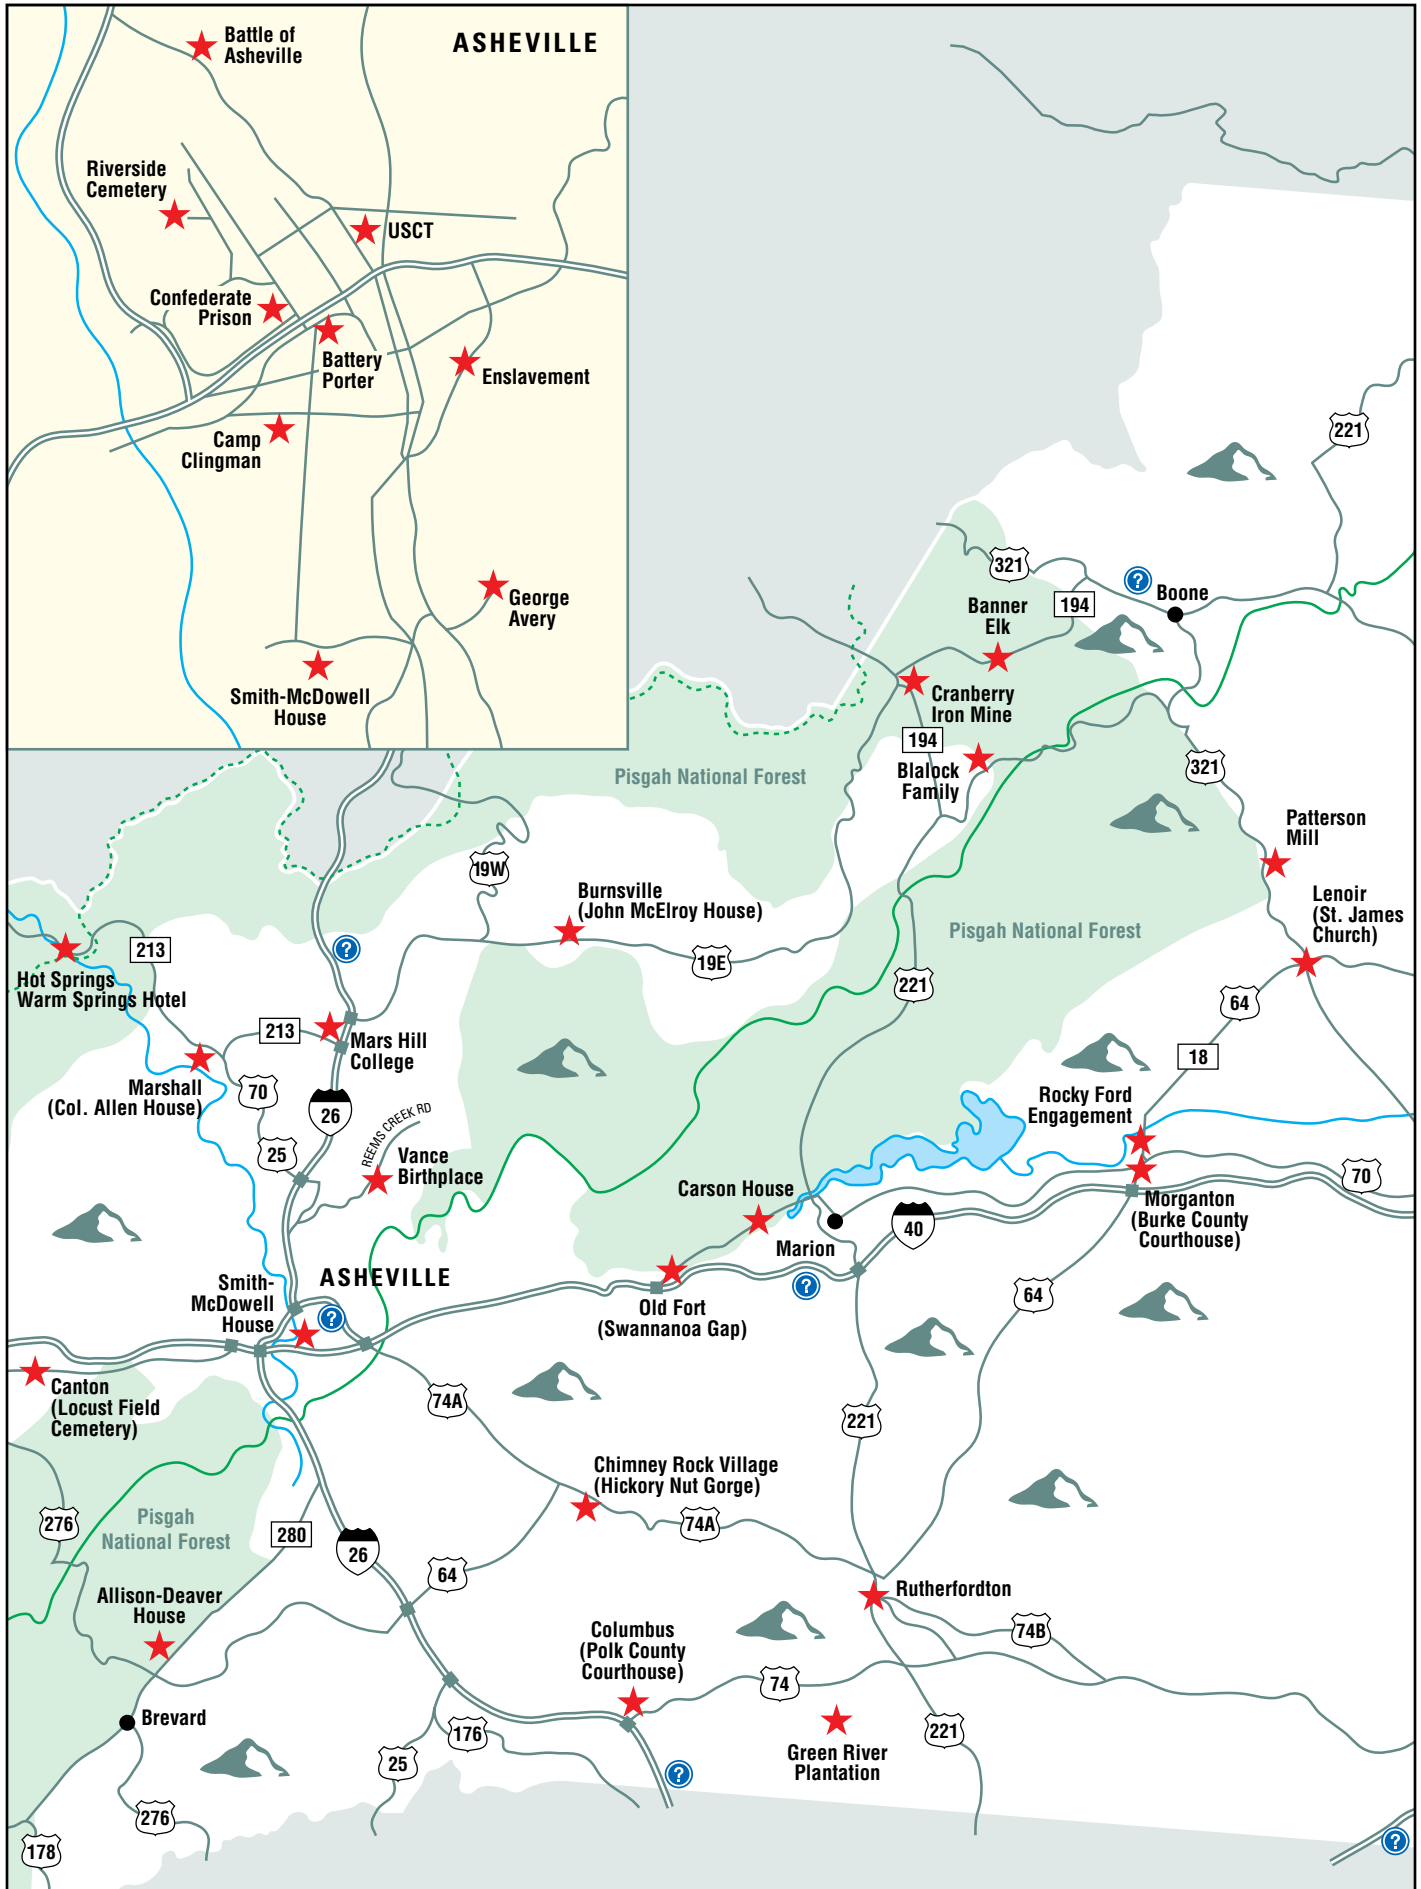 ASHEVILLE
Battle of
Asheville
Riverside
Cemetery
USCT
Confederate
Prison
Battery
Porter
Enslavement
Camp
Clingman
George
Avery
Smith-McDowell
House
221
321
?
Boone
Banner
Elk
194
Cranberry
Iron Mine
194
Blalock
Family
321
Pisgah National Forest
Patterson
Mill
19W
Burnsville
(John McElroy House)
Lenoir
(St. James
Church)
Pisgah National Forest
213
?
19E
221
Hot Springs
Warm Springs Hotel
64
213
Mars Hill
College
18
Marshall
(Col. Allen House)
70
26
Rocky Ford
Engagement
REEMS CREEK RD
25
Vance
Birthplace
70
Carson House
Morganton
(Burke County
Courthouse)
40
Marion
ASHEVILLE
Smith-
McDowell
House
?
?
Old Fort
(Swannanoa Gap)
64
Canton
(Locust Field
Cemetery)
74A
221
Chimney Rock Village
(Hickory Nut Gorge)
276
Pisgah
National Forest
280
26
74A
64
Allison-Deaver
House
Rutherfordton
74B
Columbus
(Polk County
Courthouse)
74
Brevard
176
221
25
?
Green River
Plantation
276
178
?